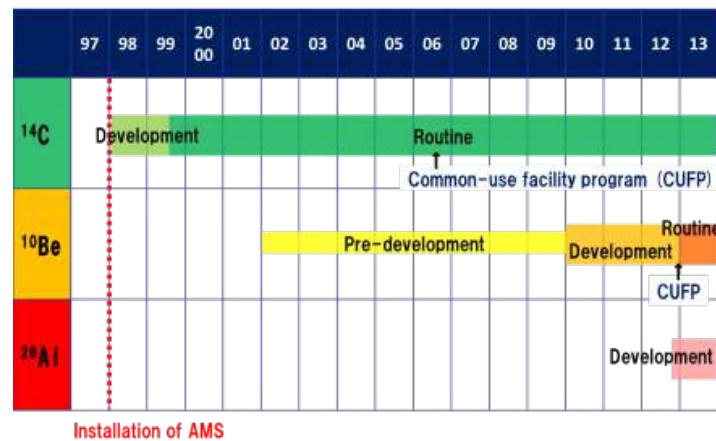 97 98 99 20 00 01 02 03 04 05 06 07 08 09 10 11 12 13
14C
Development
Routine
Common-use facility program (CUFP)
10Be
Pre-development
Development
Routine
CUFP
26Al
Development
Installation of AMS